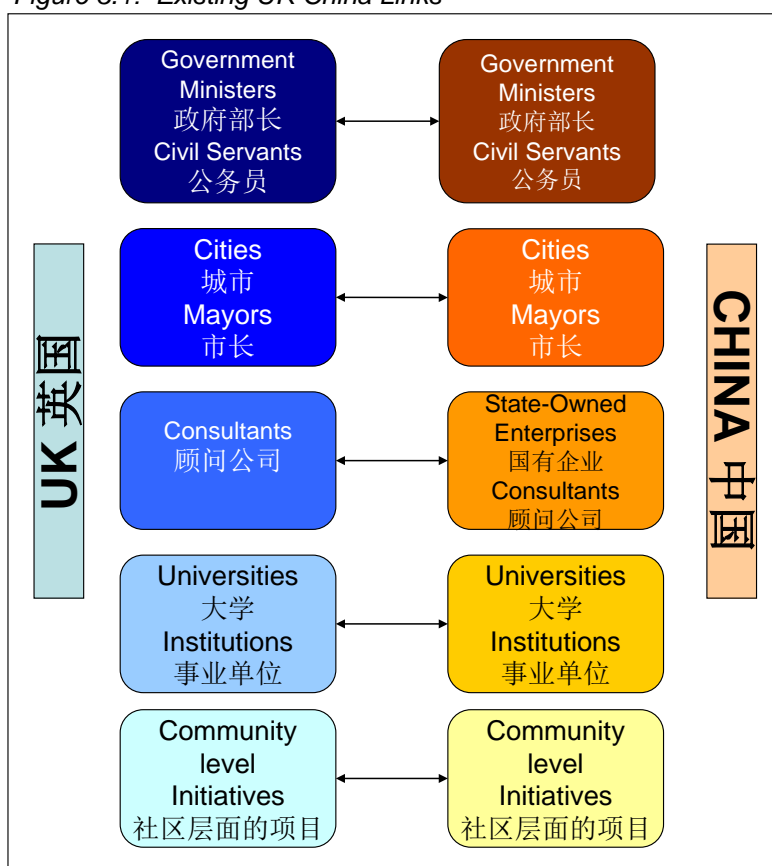 Figure 3.1: Existing UK-China Links
UK 英国
Government
Ministers
政府部长
Civil Servants
公务员
Government
Ministers
政府部长
Civil Servants
公务员
Cities
城市
Mayors
市长
Cities
城市
Mayors
市长
Consultants
顾问公司
State-Owned
Enterprises
国有企业
Consultants
顾问公司
Universities
大学
Institutions
事业单位
Universities
大学
Institutions
事业单位
Community
level
Initiatives
社区层面的项目
Community
level
Initiatives
社区层面的项目
CHINA 中国